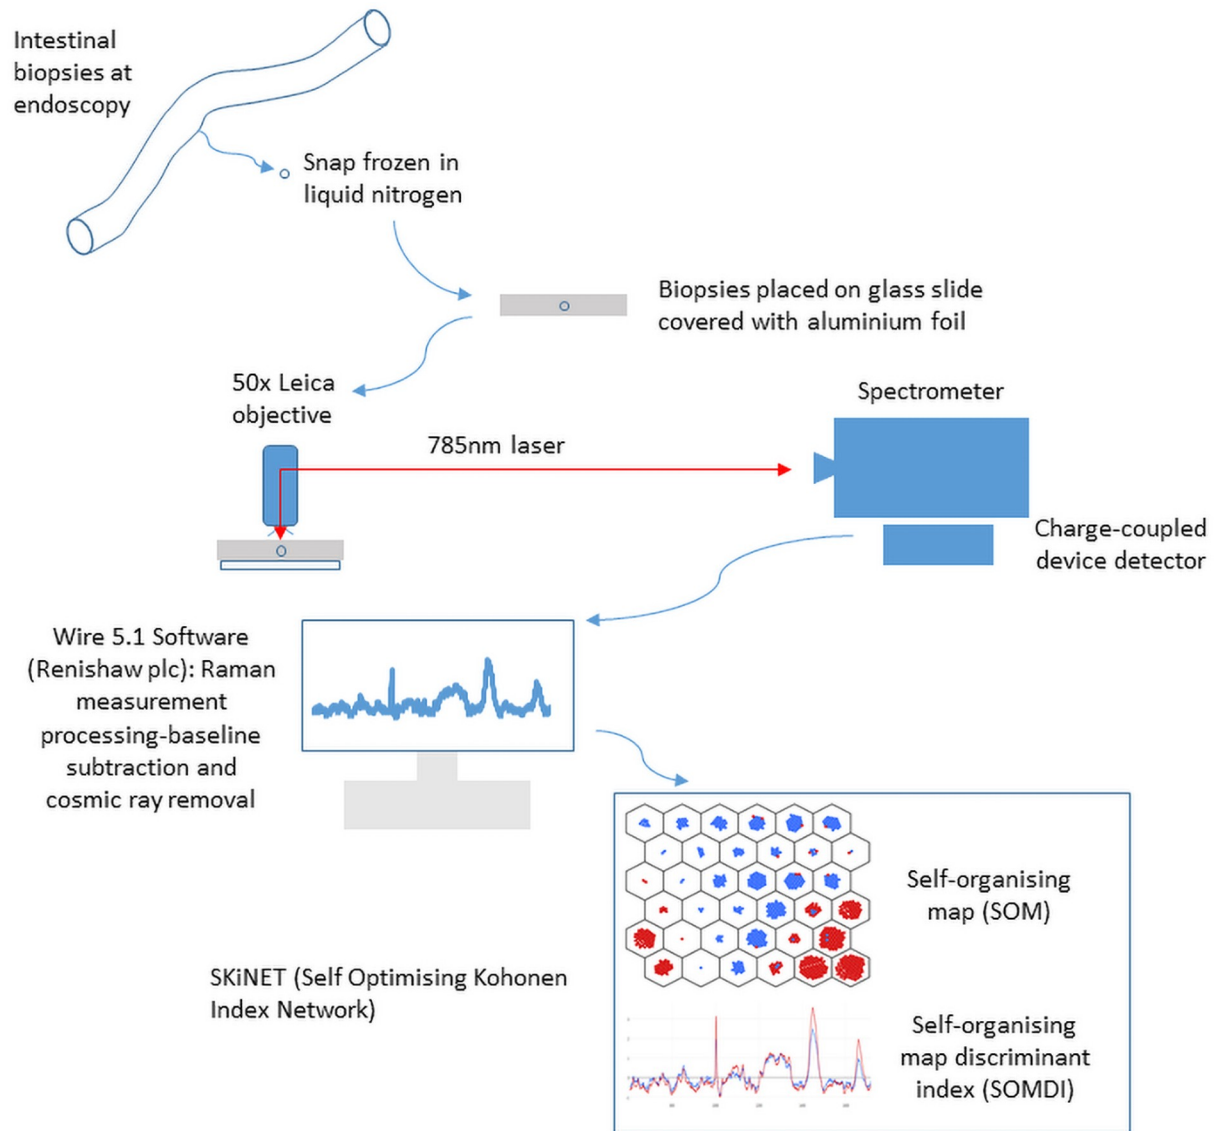 Intestinal
biopsies at
endoscopy
Snap frozen in
liquid nitrogen
Biopsies placed on glass slide
covered with aluminium foil
50x Leica
objective
785nm laser
Spectrometer
Charge-coupled
device detector
Wire 5.1 Software
(Renishaw plc): Raman
measurement
processing-baseline
subtraction and
cosmic ray removal
Self-organising
map (SOM)
SKiNET (Self Optimising Kohonen
Index Network)
Self-organising
map discriminant
index (SOMDI)